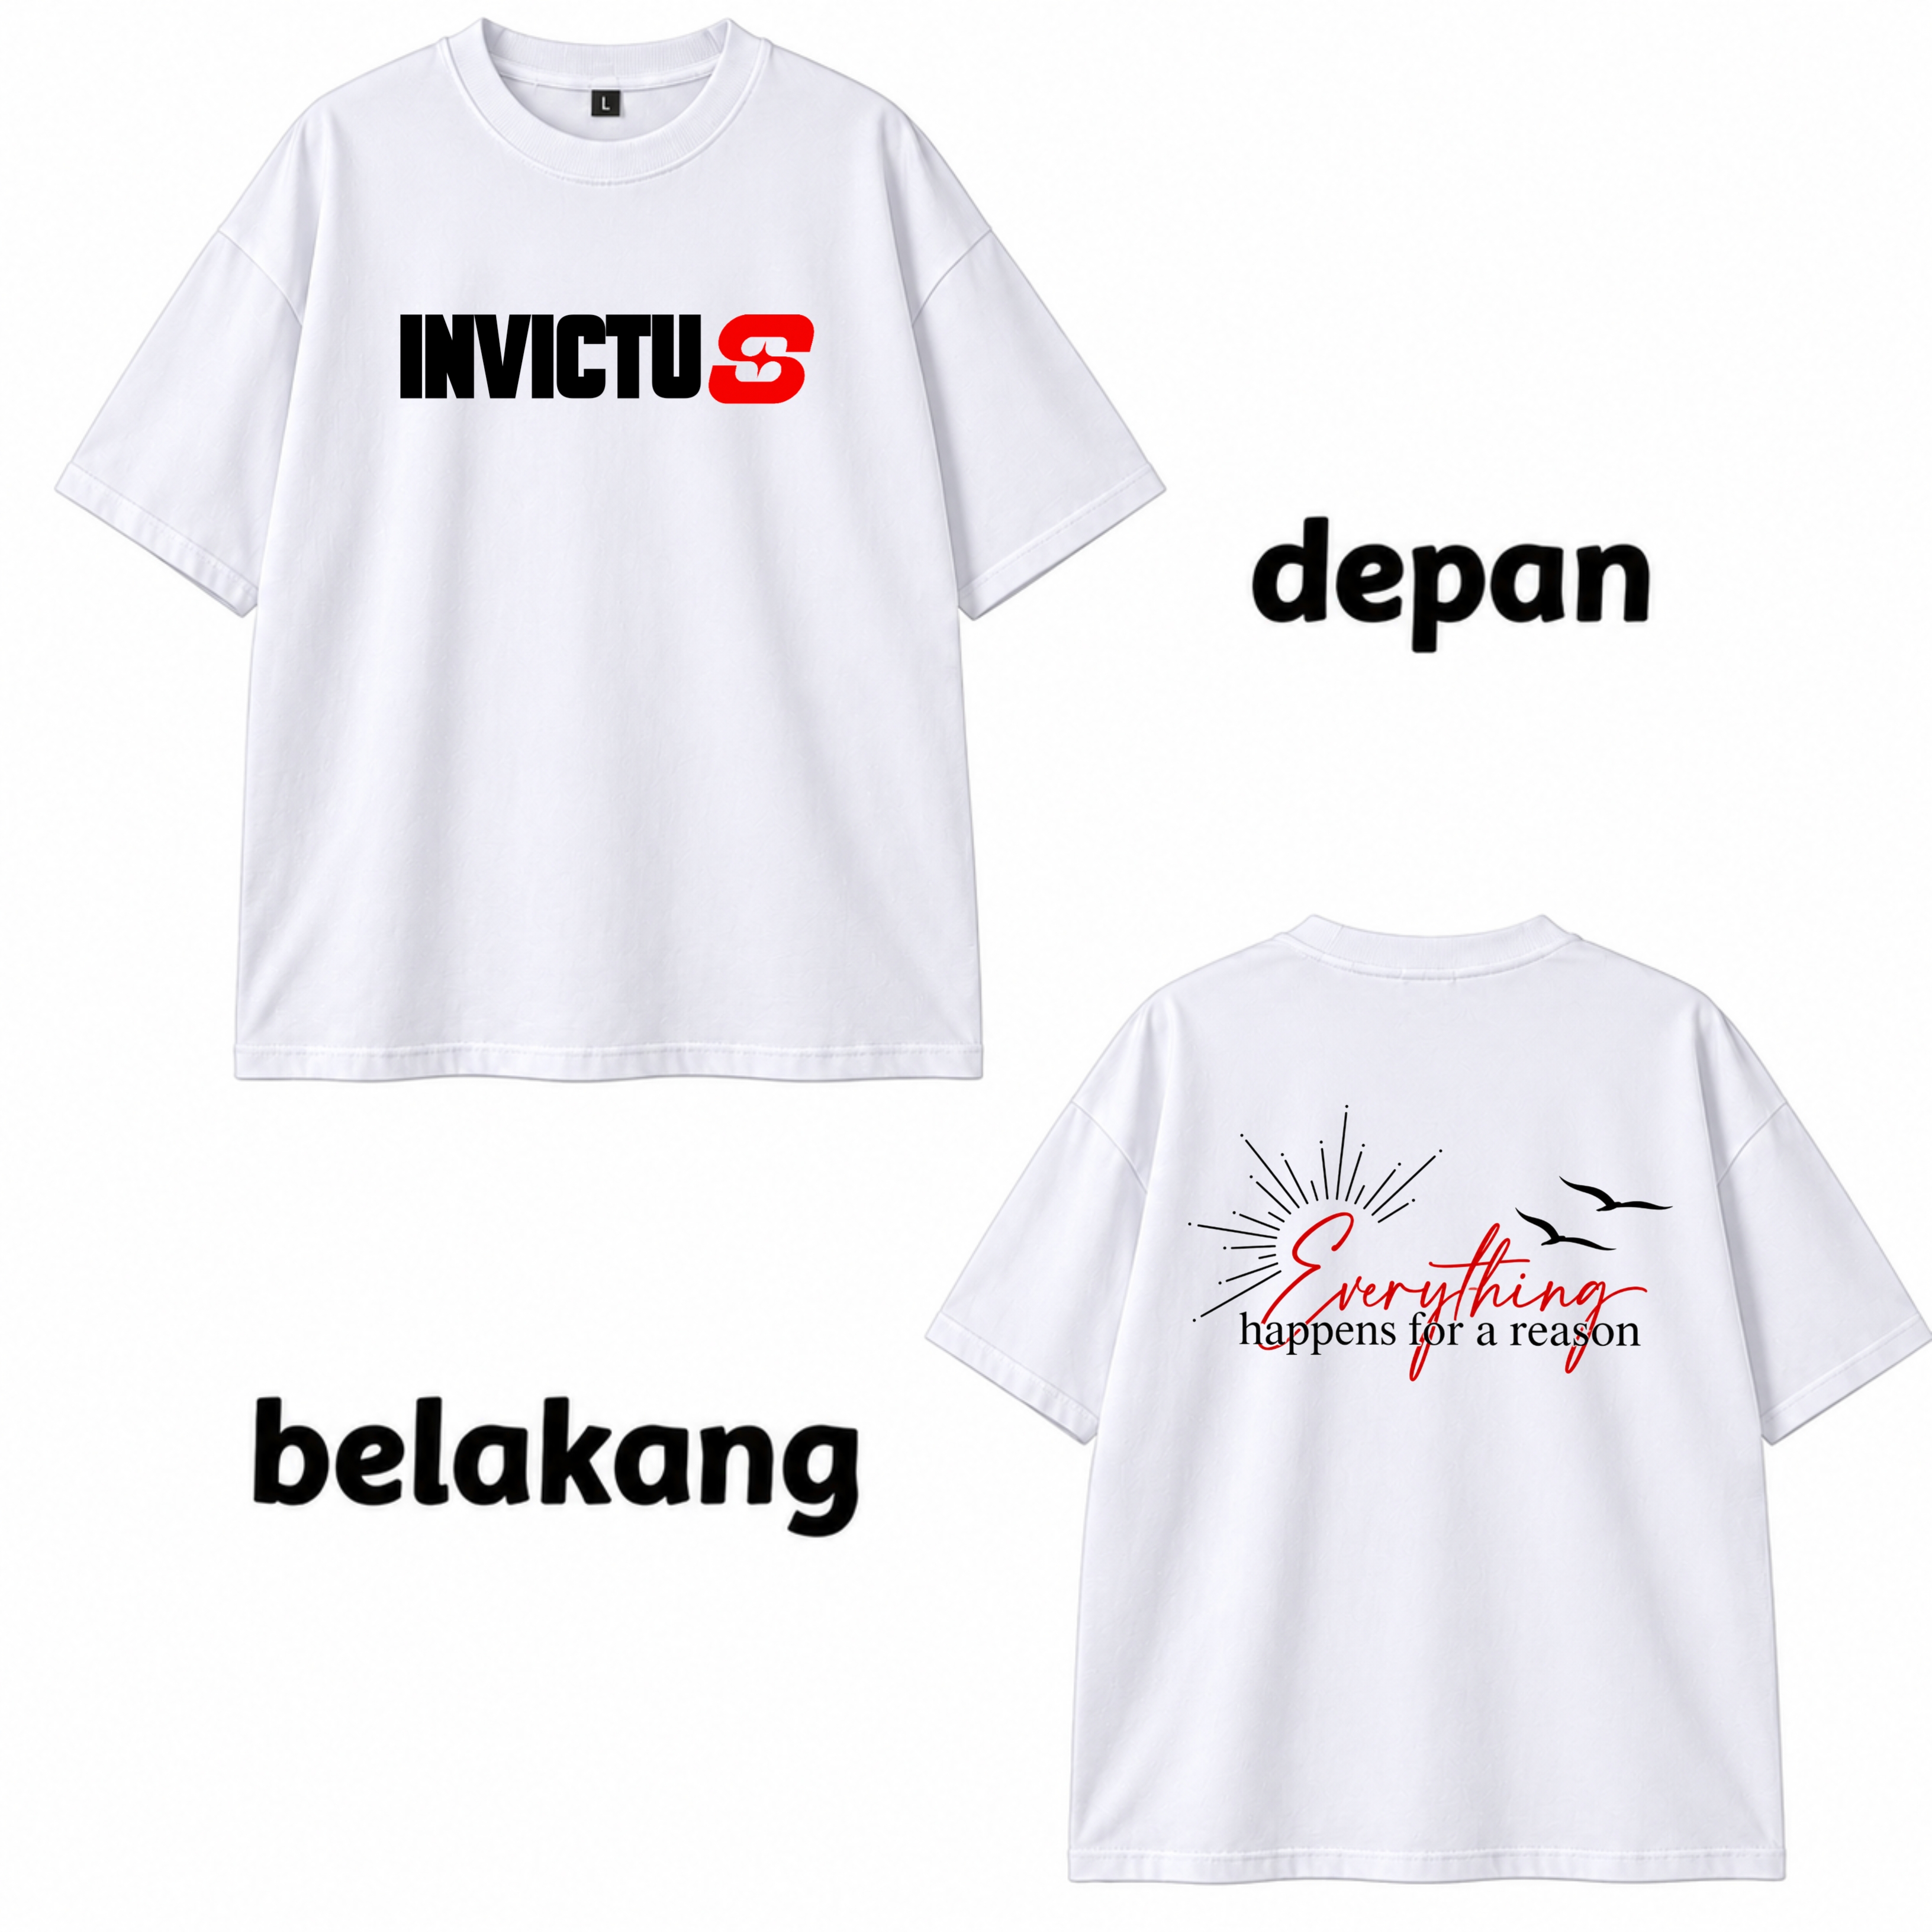 L
INVICTUS
depan
Everything
happens for a reason
belakang